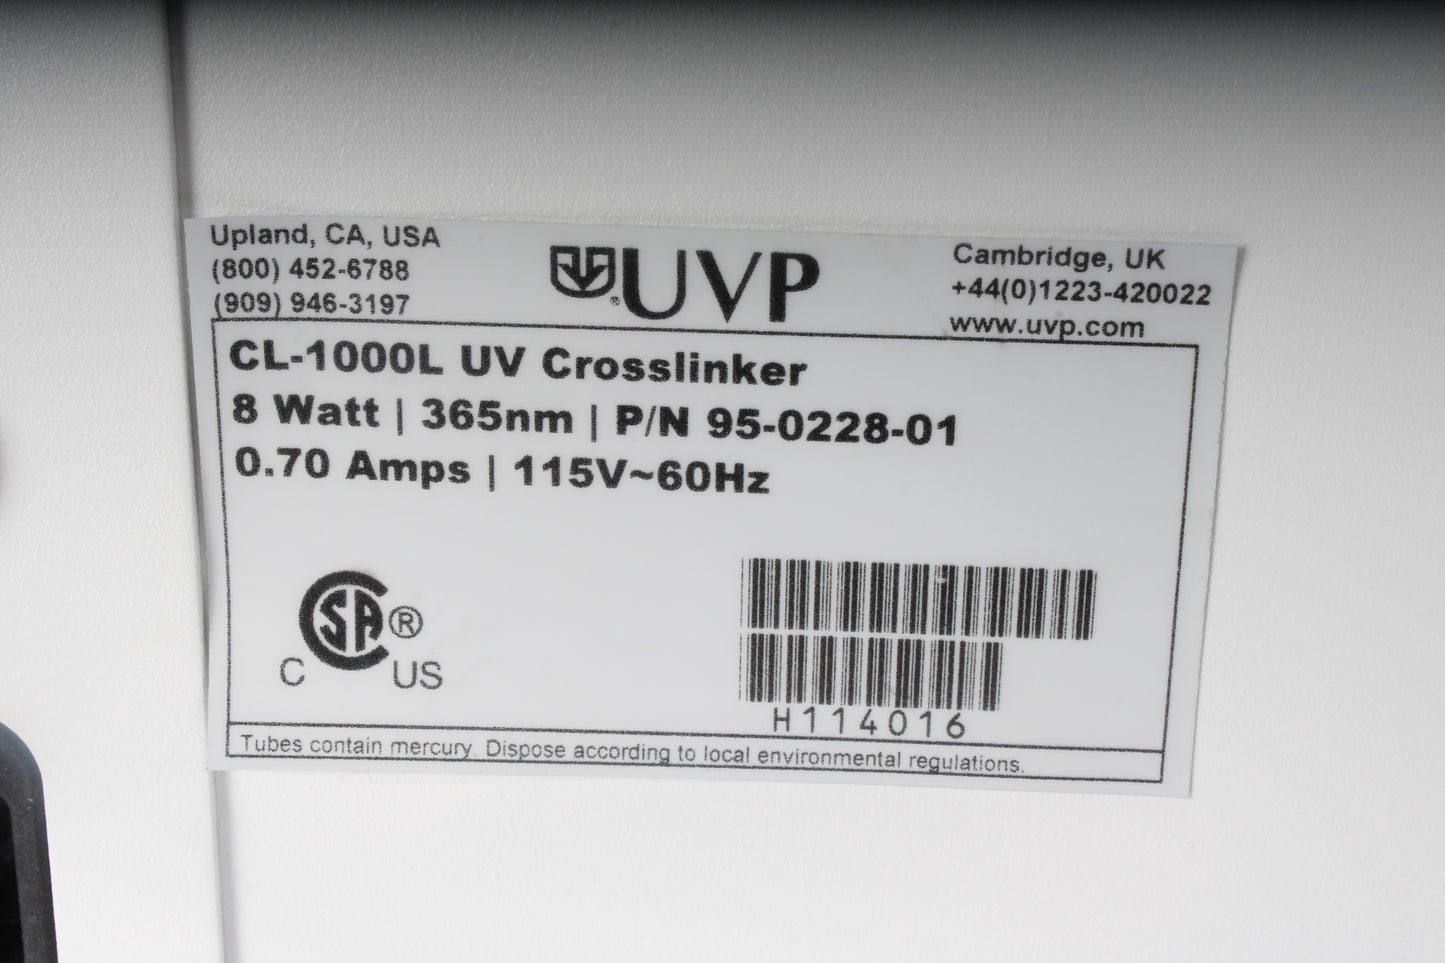 Upland, CA, USA
(800) 452-6788
(909) 946-3197
® UVP
Cambridge, UK
+44(0)1223-420022
www.uvp.com
CL-1000L UV Crosslinker
8 Watt | 365nm | P/N 95-0228-01
0.70 Amps | 115V~60Hz
SA ®
C US
H114016
Tubes contain mercury. Dispose according to local environmental regulations.